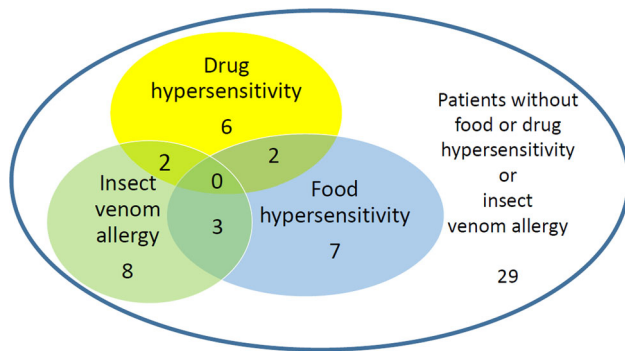 Drug
hypersensitivity
6
2
2
0
Insect
venom
allergy
8
3
Food
hypersensitivity
7
Patients without
food or drug
hypersensitivity
or
insect
venom allergy
29